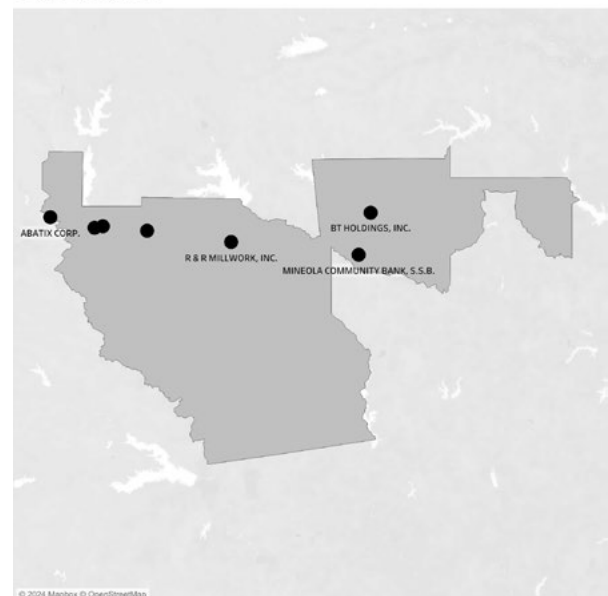 BT HOLDINGS, INC.
ABATIX CORP.
R & R MILLWORK, INC.
MINEOLA COMMUNITY BANK, S.S.B.
© 2024 Mapbox © OpenStreetMap